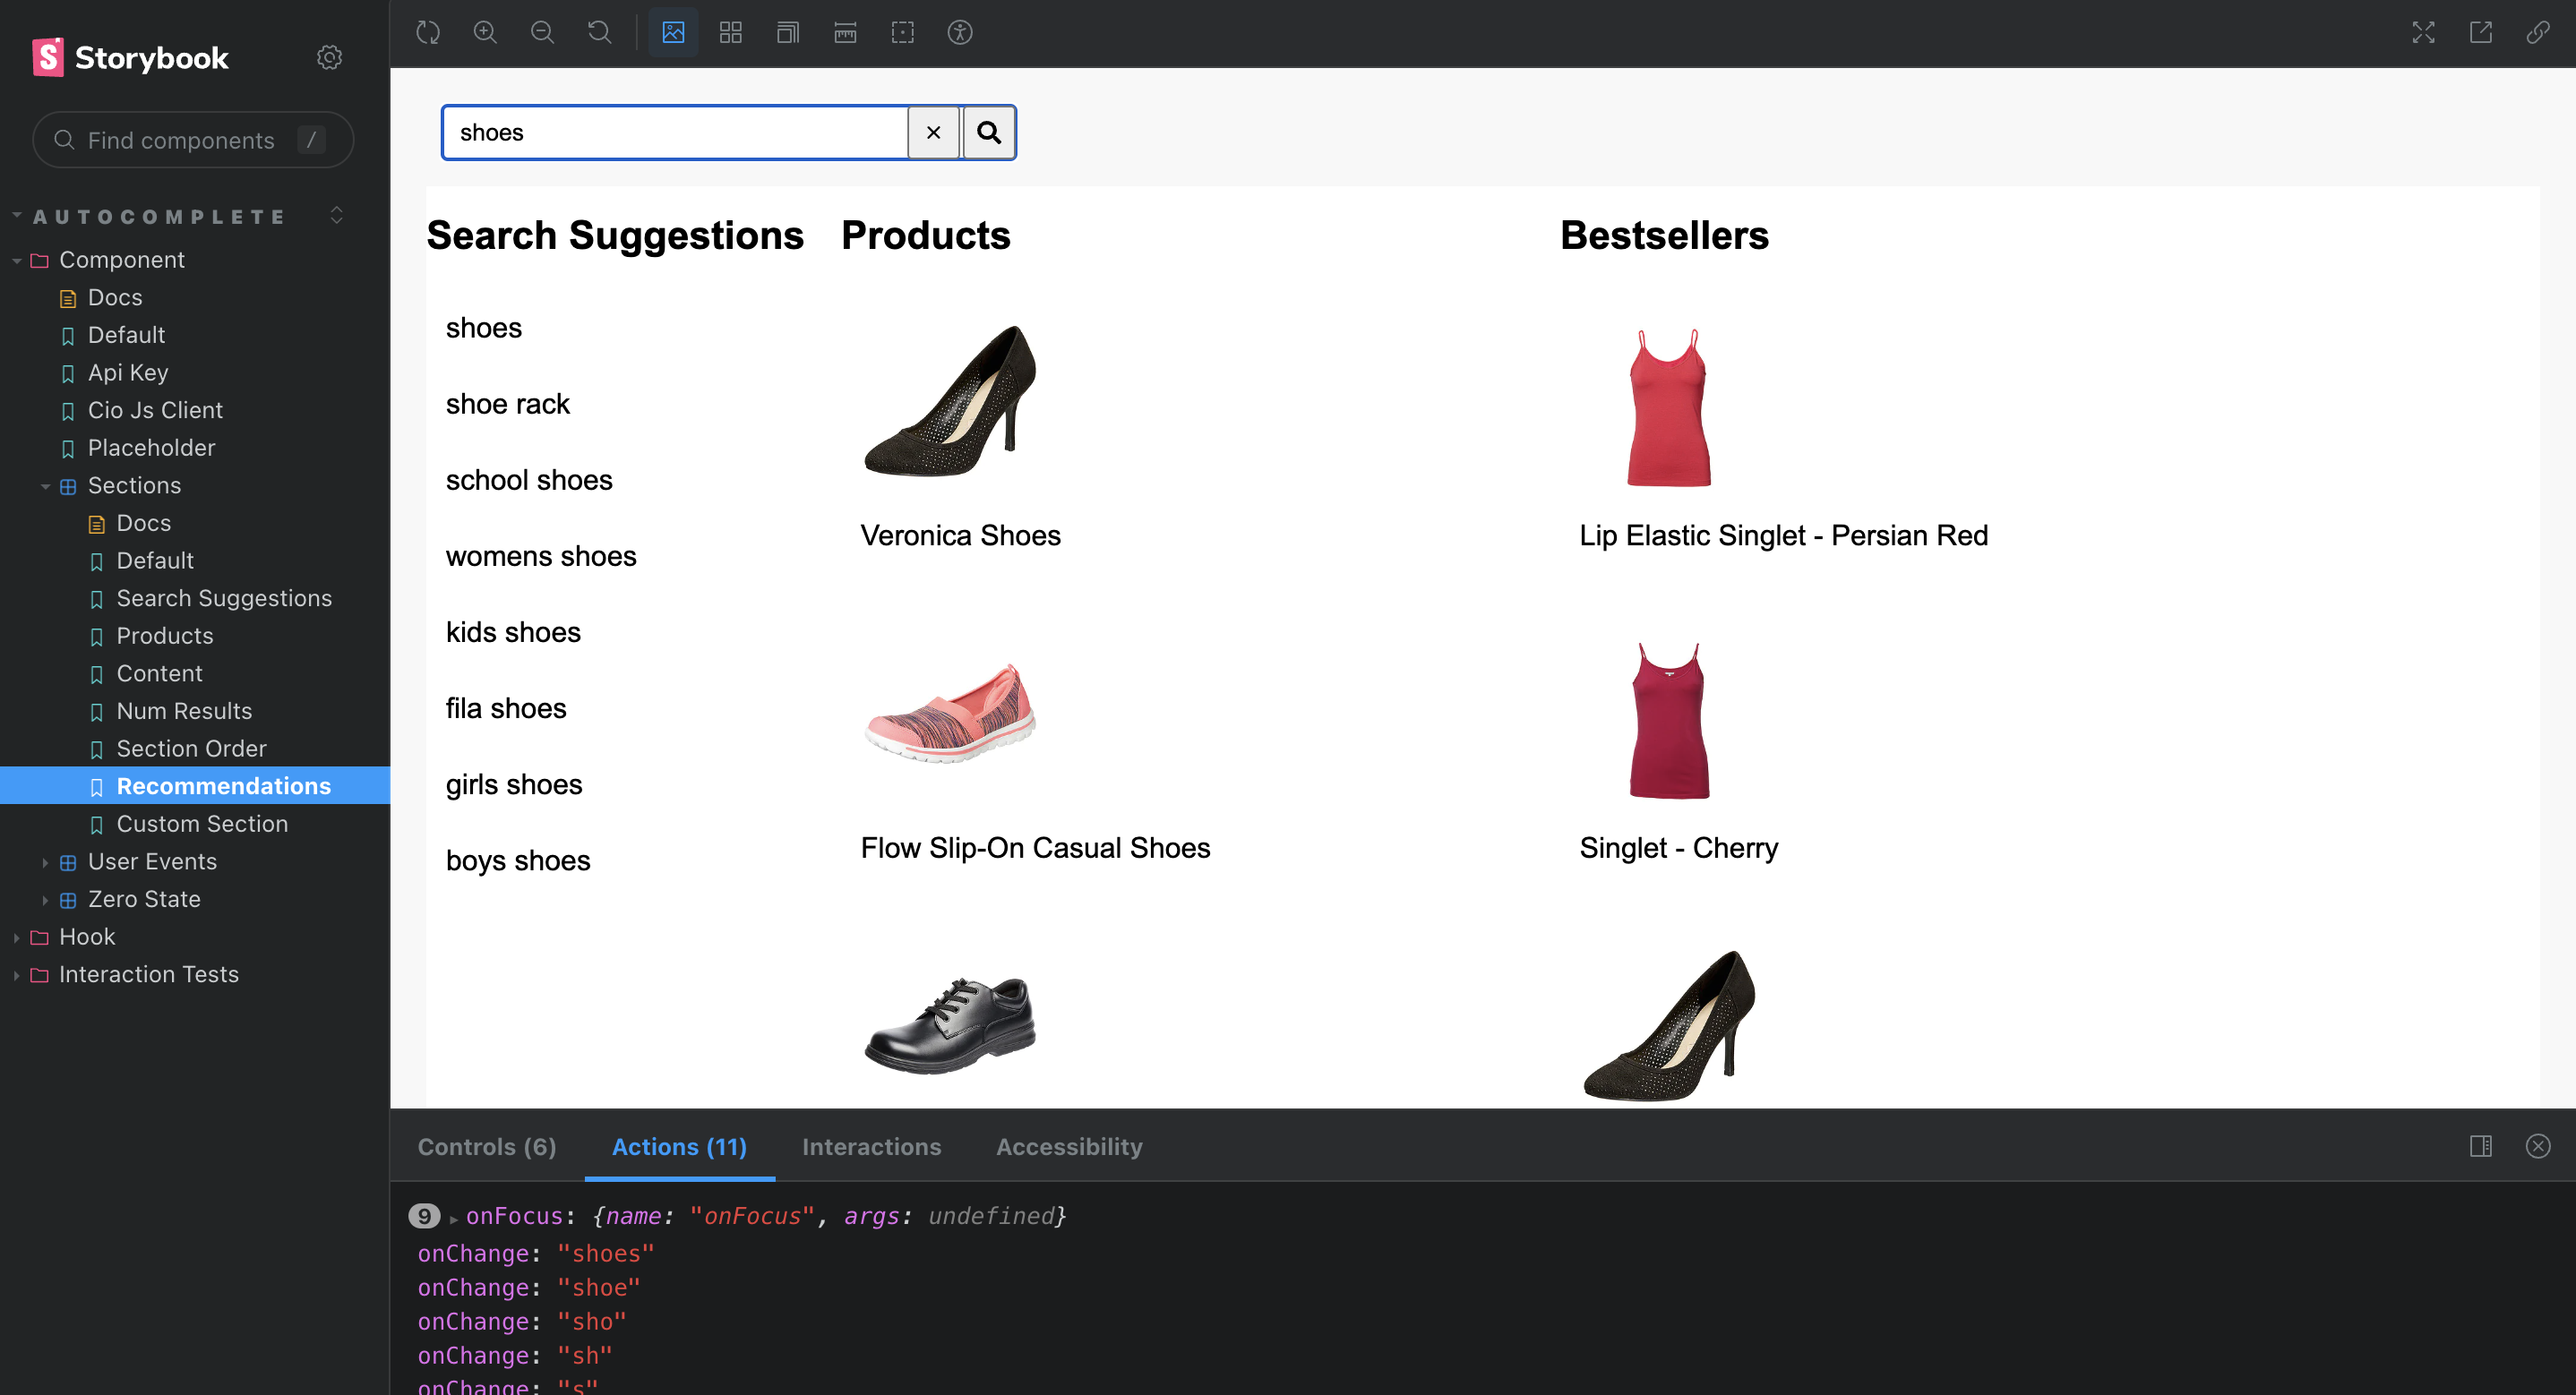 Storybook
Find components /
AUTOCOMPLETE
Component
Docs
Default
Api Key
Cio Js Client
Placeholder
Sections
Docs
Default
Search Suggestions
Products
Content
Num Results
Section Order
Recommendations
Custom Section
User Events
Zero State
Hook
Interaction Tests
shoes
Search Suggestions
shoes
shoe rack
school shoes
womens shoes
kids shoes
fila shoes
girls shoes
boys shoes
Products
Veronica Shoes
Flow Slip-On Casual Shoes
Bestsellers
Lip Elastic Singlet - Persian Red
Singlet - Cherry
Controls (6) Actions (11) Interactions Accessibility
9 onFocus: {name: "onFocus", args: undefined}
onChange: "shoes"
onChange: "shoe"
onChange: "sho"
onChange: "sh"
onChange: "s"